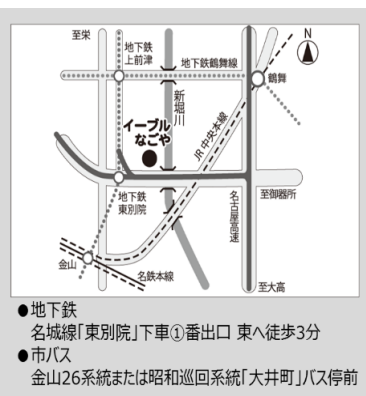 至栄
N
地下鉄
上前津
地下鉄鶴舞線
鶴舞
新堀川
イーブル
なごや
JR中央本線
地下鉄
東別院
名古屋高速
至御器所
金山
名鉄本線
至大高
●地下鉄
名城線「東別院」下車①番出口 東へ徒歩3分
●市バス
金山26系統または昭和巡回系統「大井町」バス停前